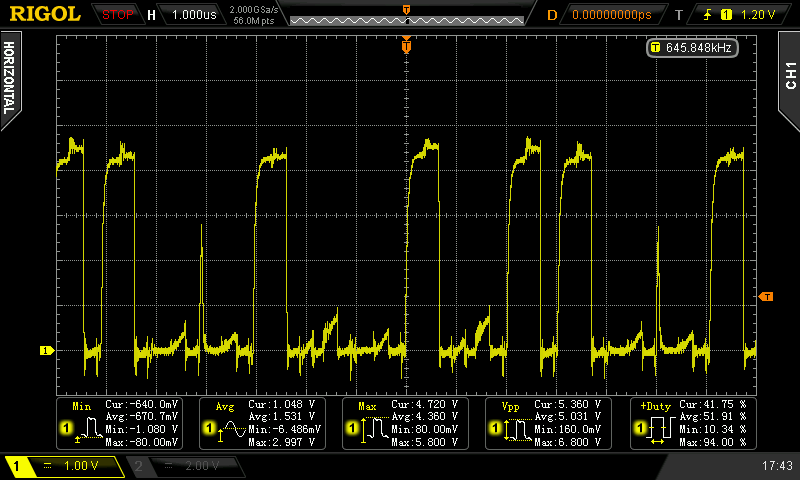 RIGOL STOP H 1.000us 2.000GSa/s 56.0Mpts D 0.00000000ps T 1 1.20 V
T
T
T 645.848kHz
HORIZONTAL
CH1
T
1
Min Cur:-640.0mV Avg:-670.7mV Min:-1.080 V Max:-80.00mV
1
Avg Cur:1.048 V Avg:1.531 V Min:-6.486mV Max:2.997 V
1
Max Cur:4.720 V Avg:4.360 V Min:80.00mV Max:5.800 V
1
Vpp Cur:5.360 V Avg:5.031 V Min:160.0mV Max:6.800 V
1
+Duty Cur:41.75 % Avg:51.91 % Min:10.34 % Max:94.00 %
1
1 1.00 V 2 2.00 V 17:43